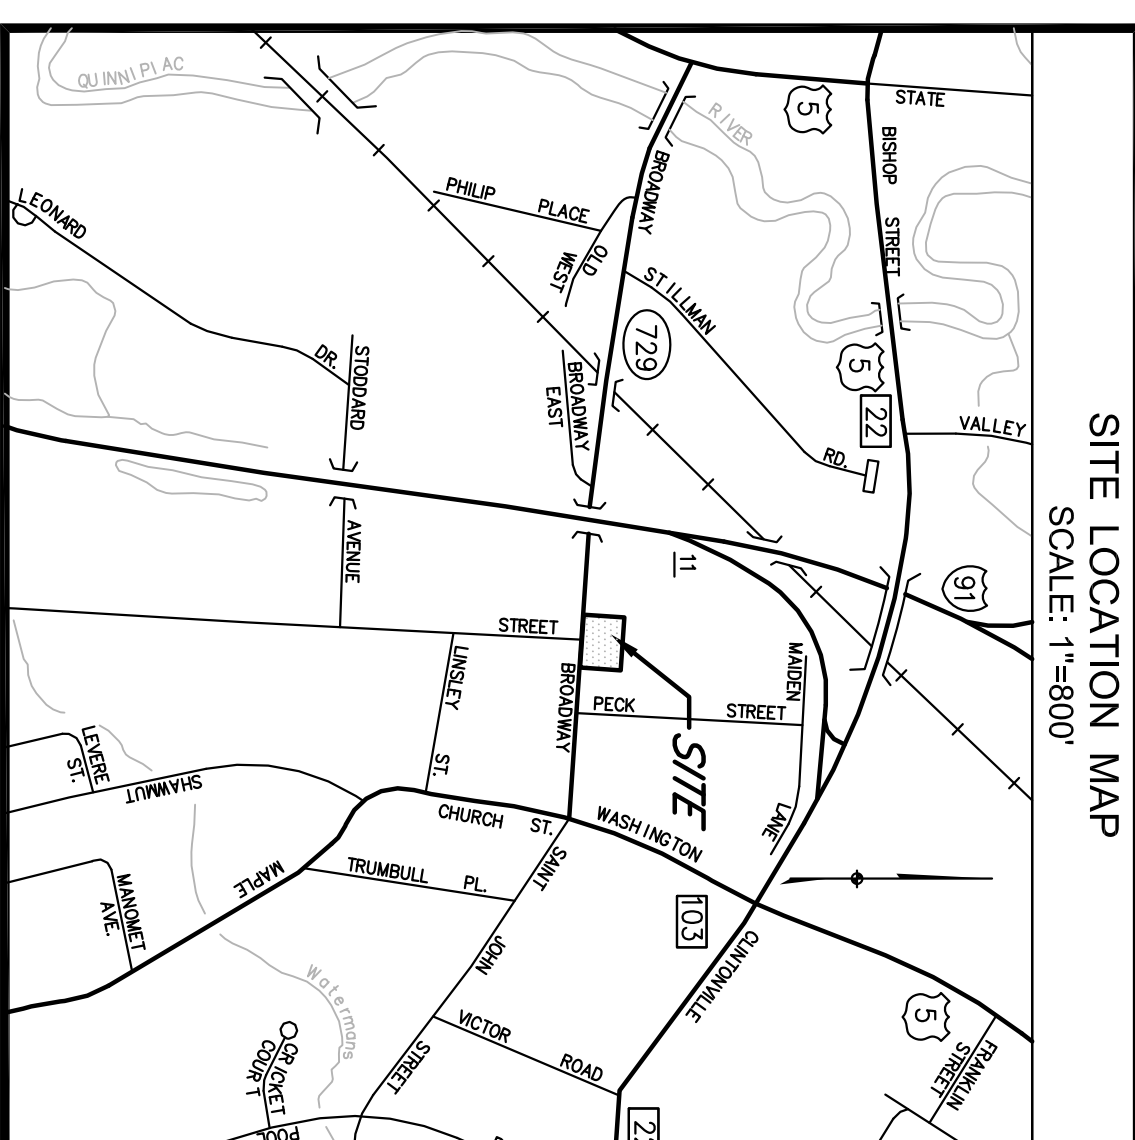 SITE LOCATION MAP
SCALE: 1"=800'
QUINNIPIAC
RIVER
STATE
5
BISHOP
STREET
BROADWAY
PHILIP
PLACE
OLD
WEST
LEONARD
DR.
STILLMAN
RD.
729
5
22
VALLEY
STODDARD
AVENUE
BROADWAY
EAST
11
91
STREET
LINSLEY
ST.
BROADWAY
PECK
STREET
MAIDEN
LANE
SITE
LEVERE
ST.
SHAWMUT
CHURCH
ST.
WASHINGTON
MAPLE
TRUMBULL
PL.
SAINT
JOHN
STREET
MANOMET
AVE.
103
CLINTONVILLE
5
FRANKLIN
STREET
Watermans
VICTOR
ROAD
CRICKET
COURT